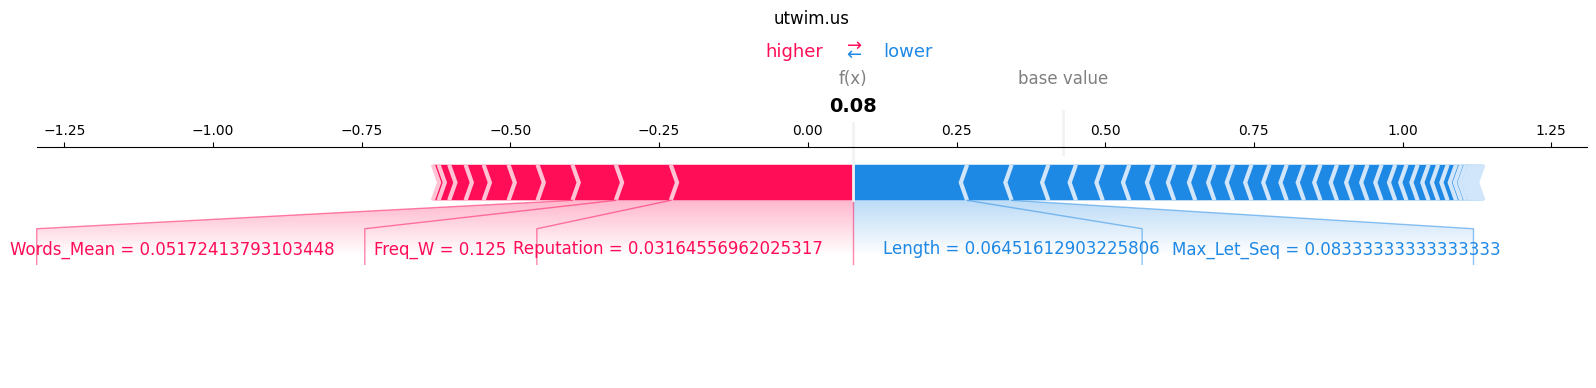 utwim.us
higher ⇄ lower
f(x) base value
0.08
−1.25 −1.00 −0.75 −0.50 −0.25 0.00 0.25 0.50 0.75 1.00 1.25
Words_Mean = 0.05172413793103448 Freq_W = 0.125 Reputation = 0.03164556962025317 Length = 0.06451612903225806 Max_Let_Seq = 0.08333333333333333